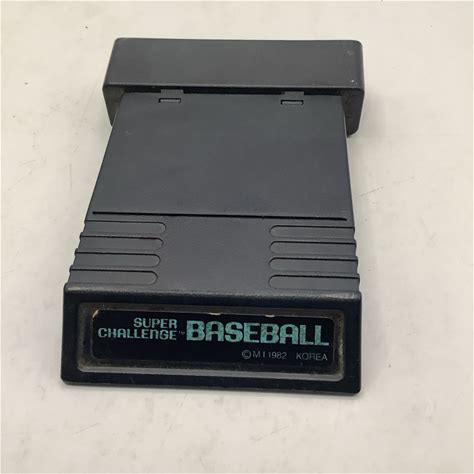 SUPER
CHALLENGE™ BASEBALL
© M I 1982 KOREA